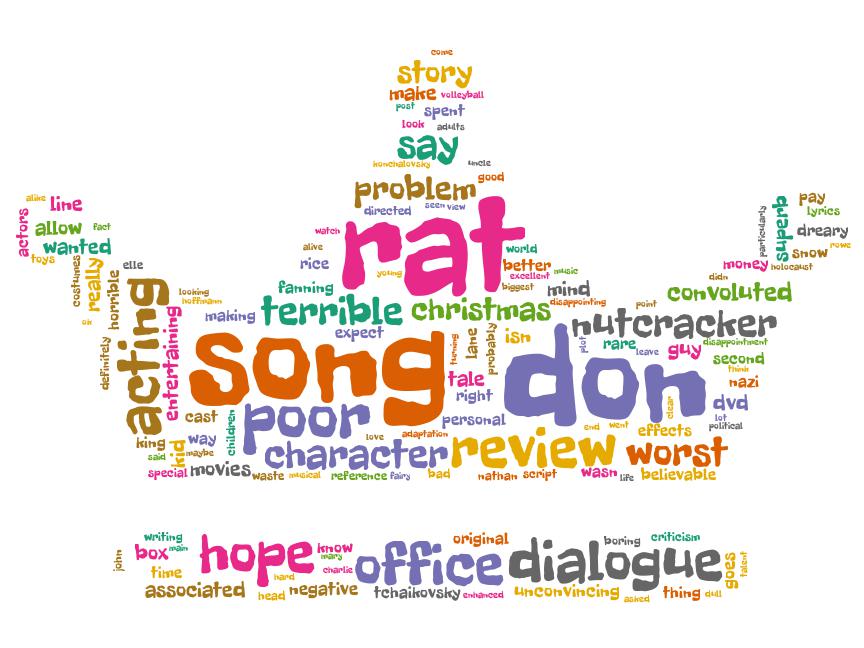 come
story
make volleyball
post spent
look adults
say
konchalovsky uncle
problem good
directed seen view
rat
watch
alive
rice
young
world
better
excellent music
biggest
fanning
mind
disappointing
alike line
actors
allow fact
wanted
toys
costumes
really
ok
elle
horrible
definitely
acting
entertaining
looking
hoffmann
making
terrible christmas
expect
particularly
superb
pay
lyrics
dreary
snow rowe
money holocaust
didn
convoluted
point
nutcracker
song
turning
lane
probably
isn
tale
right
don
plot
rare
leave
guy
disappointment
second
think
nazi
dvd
lot
political
clear
poor
personal
cast
children
king
said
kid
way
maybe
love
adaptation
end went
effects
character
review
worst
special movies waste musical reference fairy bad nathan script wasn life believable
john
writing
box main
time
associated
hope
know
mary
charlie
hard
head negative
office
tchaikovsky enhanced
original
dialogue
boring criticism
unconvincing asked
thing dull
goes
talent